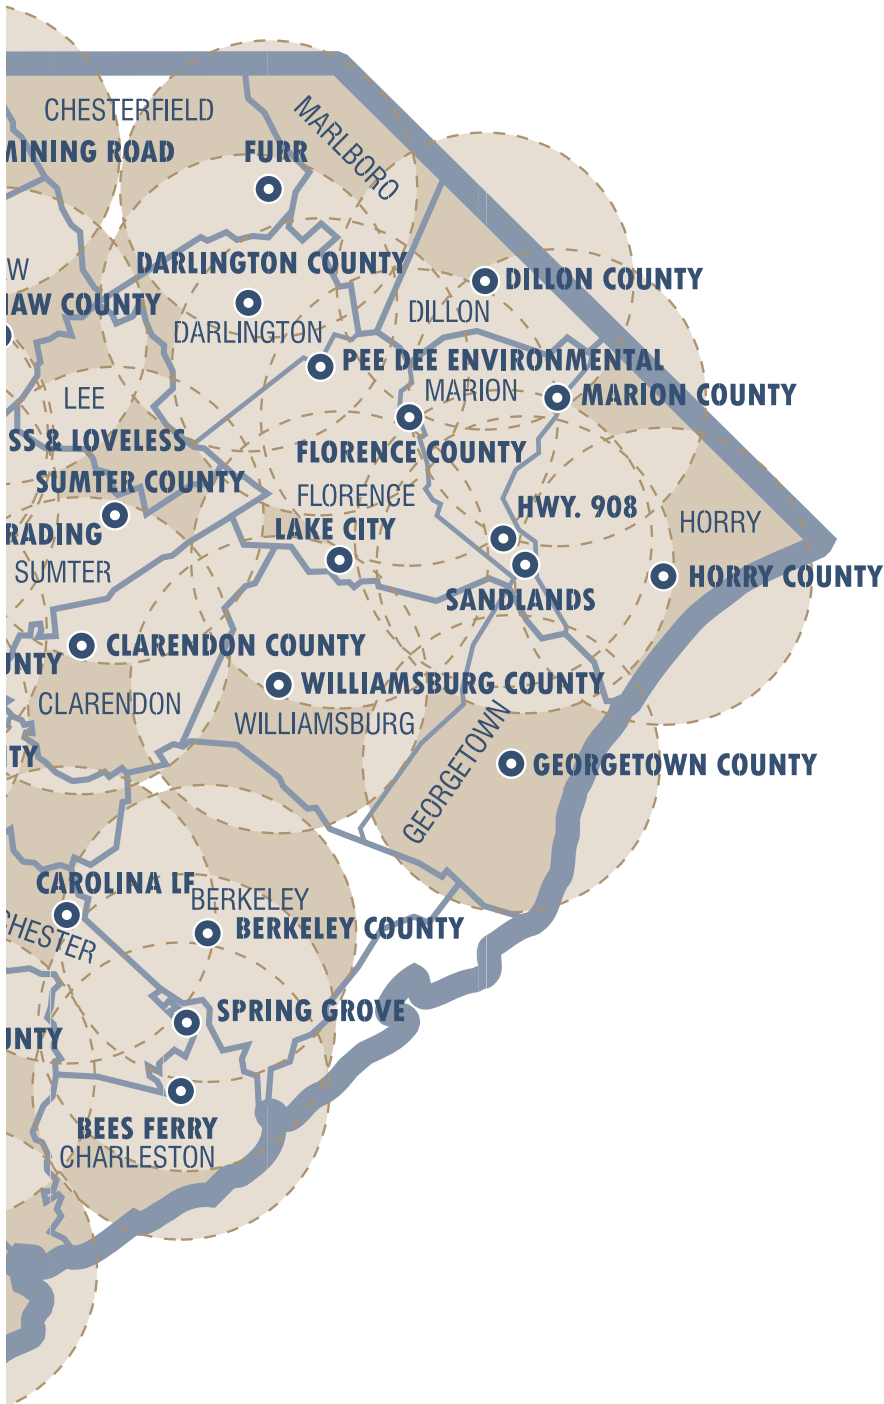 CHESTERFIELD
MARLBORO
MINING ROAD
FURR
DARLINGTON COUNTY
W
DILLON COUNTY
AW COUNTY
DILLON
DARLINGTON
PEE DEE ENVIRONMENTAL
MARION
LEE
MARION COUNTY
SS & LOVELESS
FLORENCE COUNTY
SUMTER COUNTY
FLORENCE
HWY. 908
LAKE CITY
RADING
HORRY
SUMTER
HORRY COUNTY
SANDLANDS
CLARENDON COUNTY
UNTY
WILLIAMSBURG COUNTY
CLARENDON
WILLIAMSBURG
GEORGETOWN
TY
GEORGETOWN COUNTY
CAROLINA LF
BERKELEY
CHESTER
BERKELEY COUNTY
SPRING GROVE
UNTY
BEES FERRY
CHARLESTON